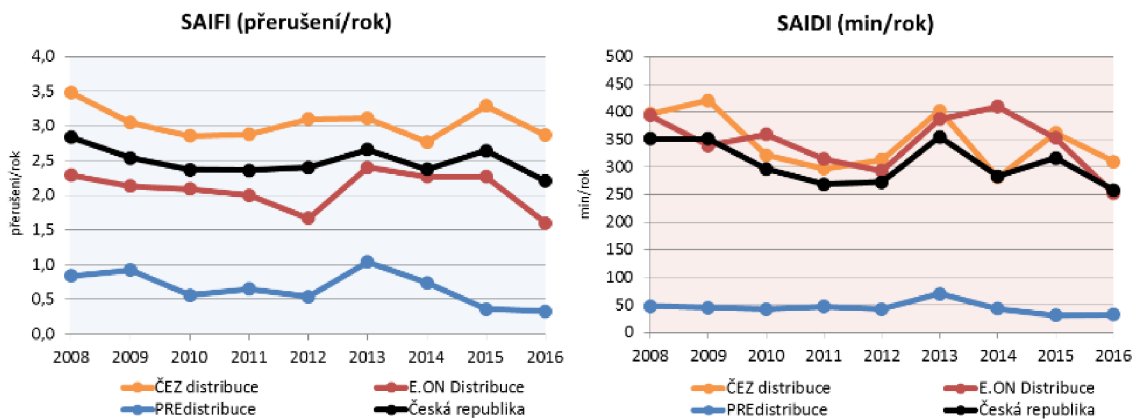 SAIFI (přerušení/rok)
4,0
3,5
3,0
2,5
2,0
1,5
1,0
0,5
0,0
přerušení/rok
2008 2009 2010 2011 2012 2013 2014 2015 2016
ČEZ distribuce E.ON Distribuce
PREdistribuce Česká republika
SAIDI (min/rok)
500
450
400
350
300
250
200
150
100
50
0
min/rok
2008 2009 2010 2011 2012 2013 2014 2015 2016
ČEZ distribuce E.ON Distribuce
PREdistribuce Česká republika